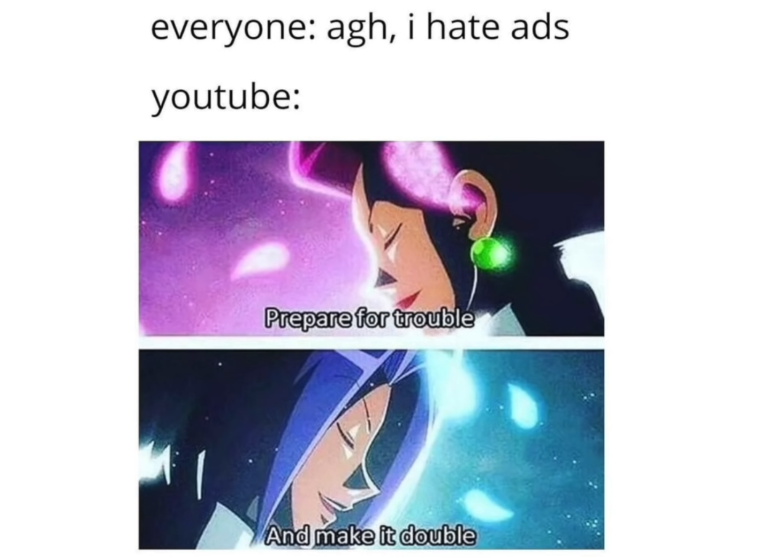 everyone: agh, i hate ads
youtube:
Prepare for trouble
And make it double